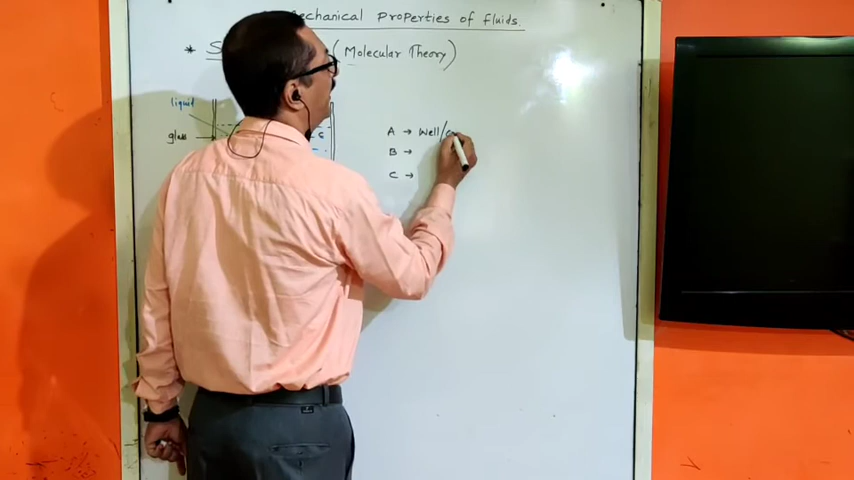 Mechanical Properties of fluids.
* (Molecular Theory)
liquid
glass
A → Well/
B →
C →